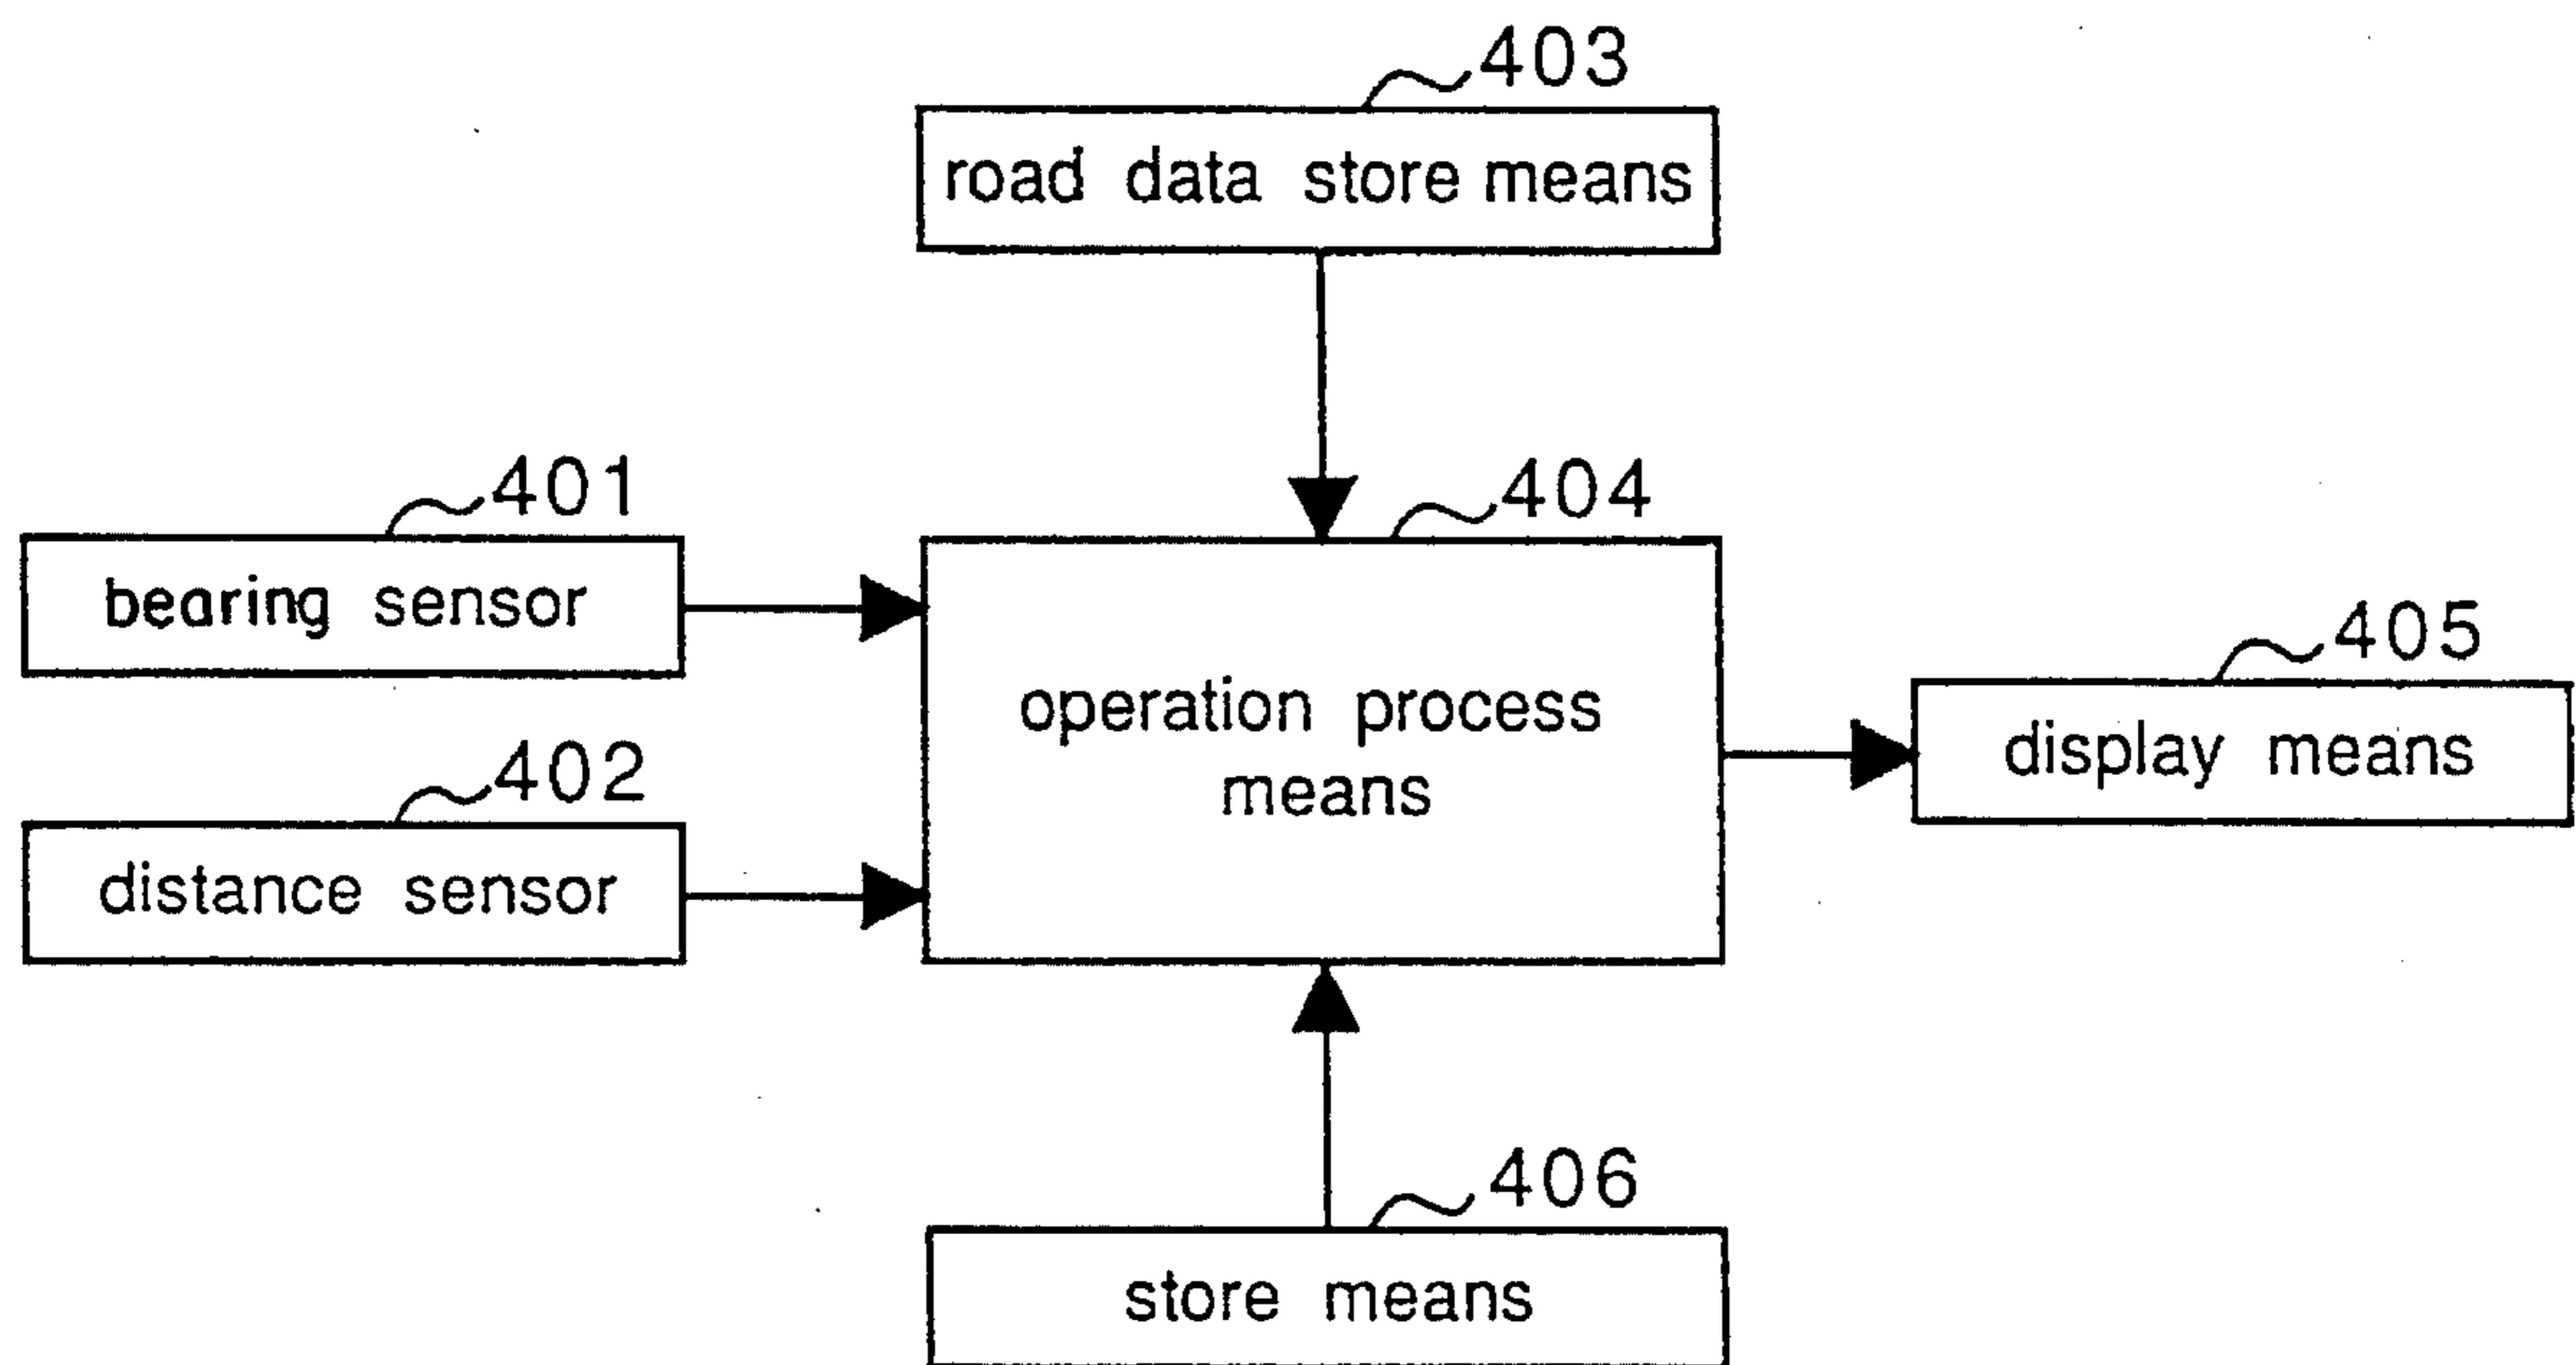 403
road data store means
401
404
bearing sensor
405
operation process
means
display means
402
distance sensor
406
store means